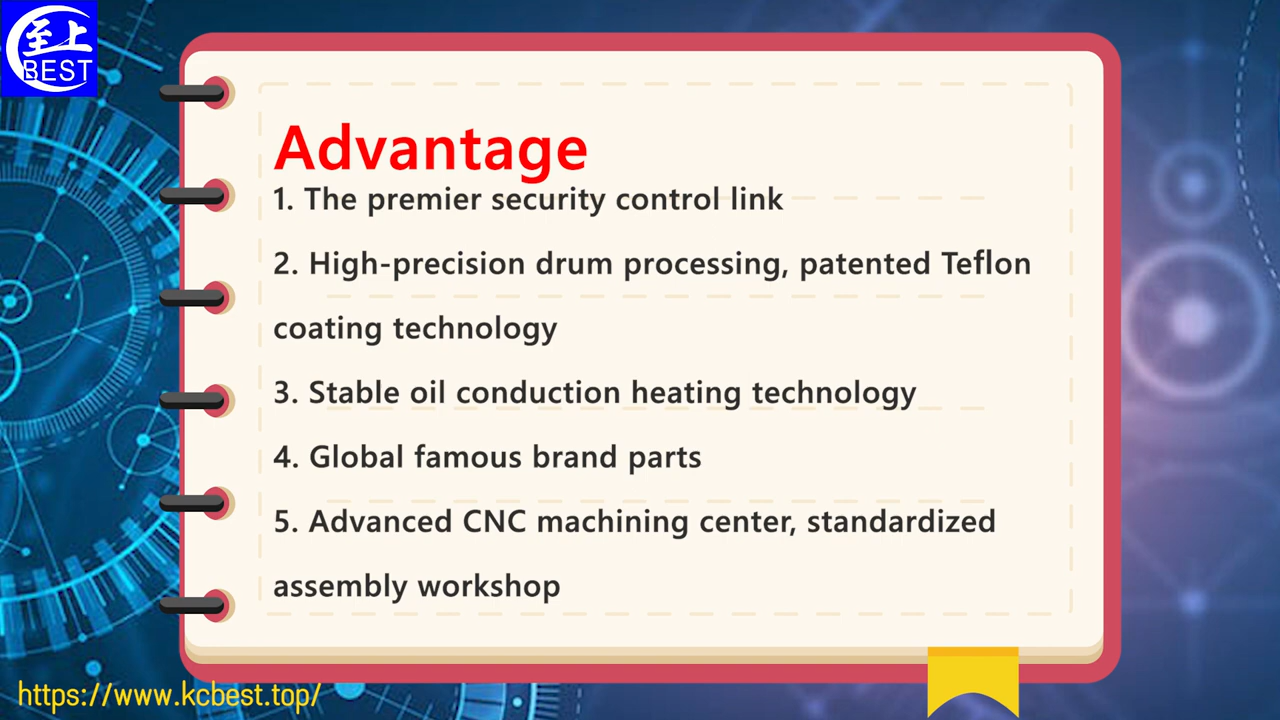 至上
BEST
Advantage
1. The premier security control link
2. High-precision drum processing, patented Teflon
coating technology
3. Stable oil conduction heating technology
4. Global famous brand parts
5. Advanced CNC machining center, standardized
assembly workshop
https://www.kcbest.top/